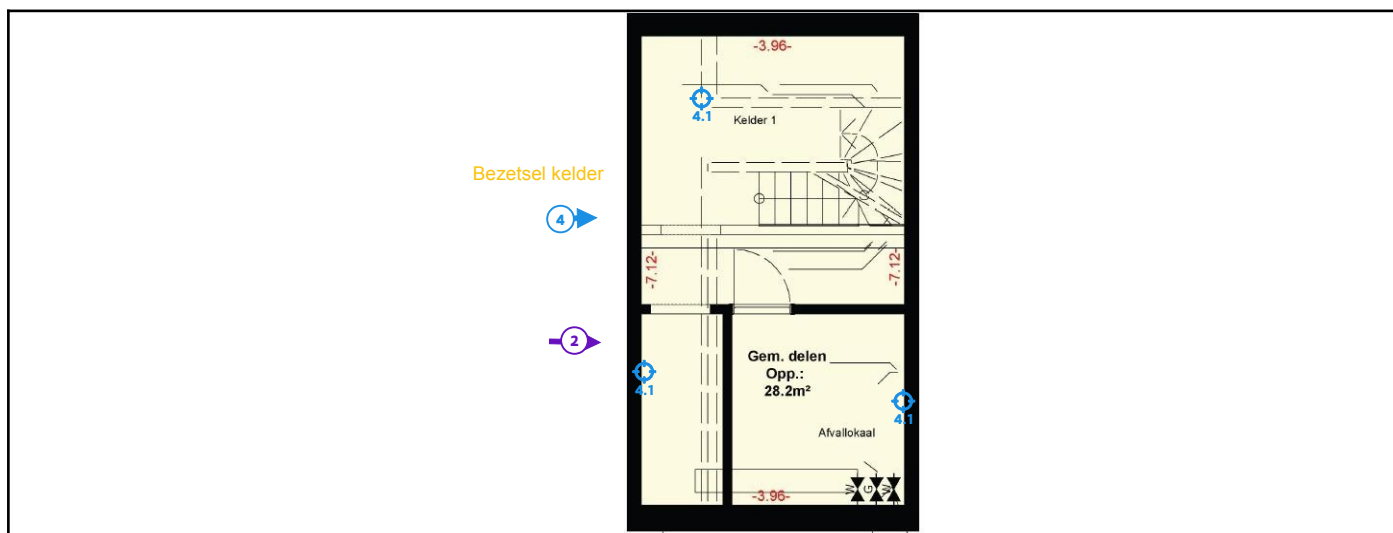 -3.96-
4.1
Kelder 1
Bezetsel kelder
4
-7.12-
-7.12-
2
Gem. delen
Opp.:
28.2m²
4.1
4.1
Afvallokaal
W
G
W
-3.96-